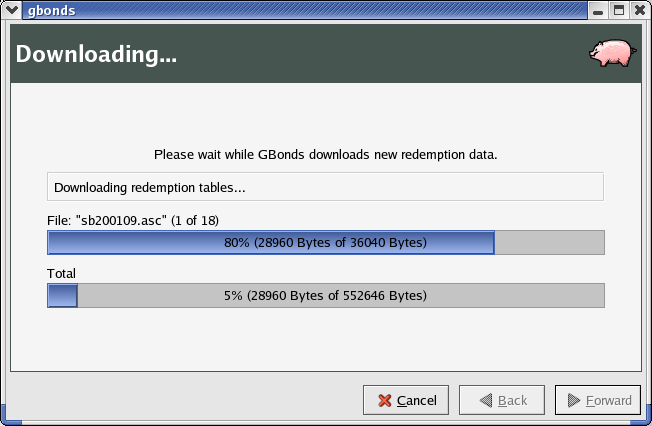 gbonds
Downloading...
Please wait while GBonds downloads new redemption data.
Downloading redemption tables...
File: "sb200109.asc" (1 of 18)
80% (28960 Bytes of 36040 Bytes)
Total
5% (28960 Bytes of 552646 Bytes)
Cancel
Back
Forward